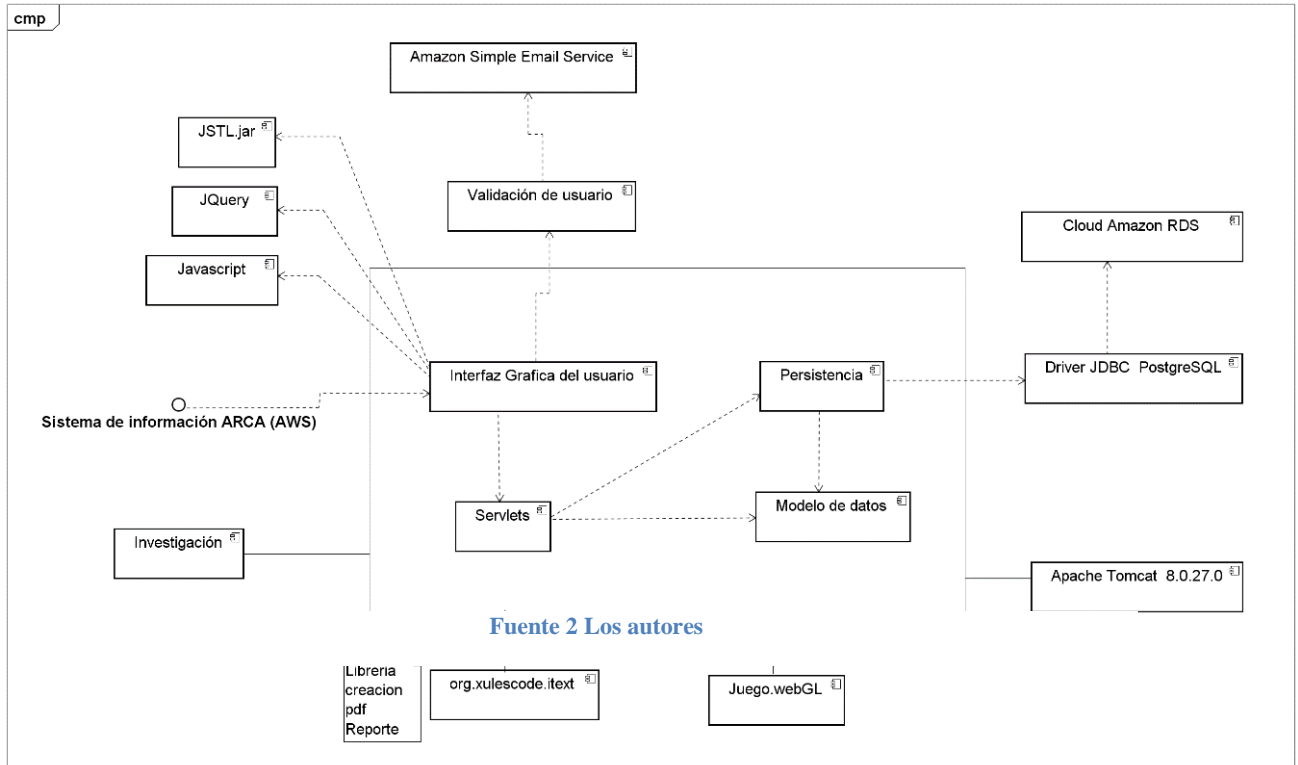 cmp
Amazon Simple Email Service
JSTL.jar
JQuery
Validación de usuario
Cloud Amazon RDS
Javascript
Interfaz Grafica del usuario
Persistencia
Driver JDBC PostgreSQL
Sistema de información ARCA (AWS)
Servlets
Modelo de datos
Investigación
Apache Tomcat 8.0.27.0
Fuente 2 Los autores
Libreria
creacion
pdf
Reporte
org.xulescode.itext
Juego.webGL